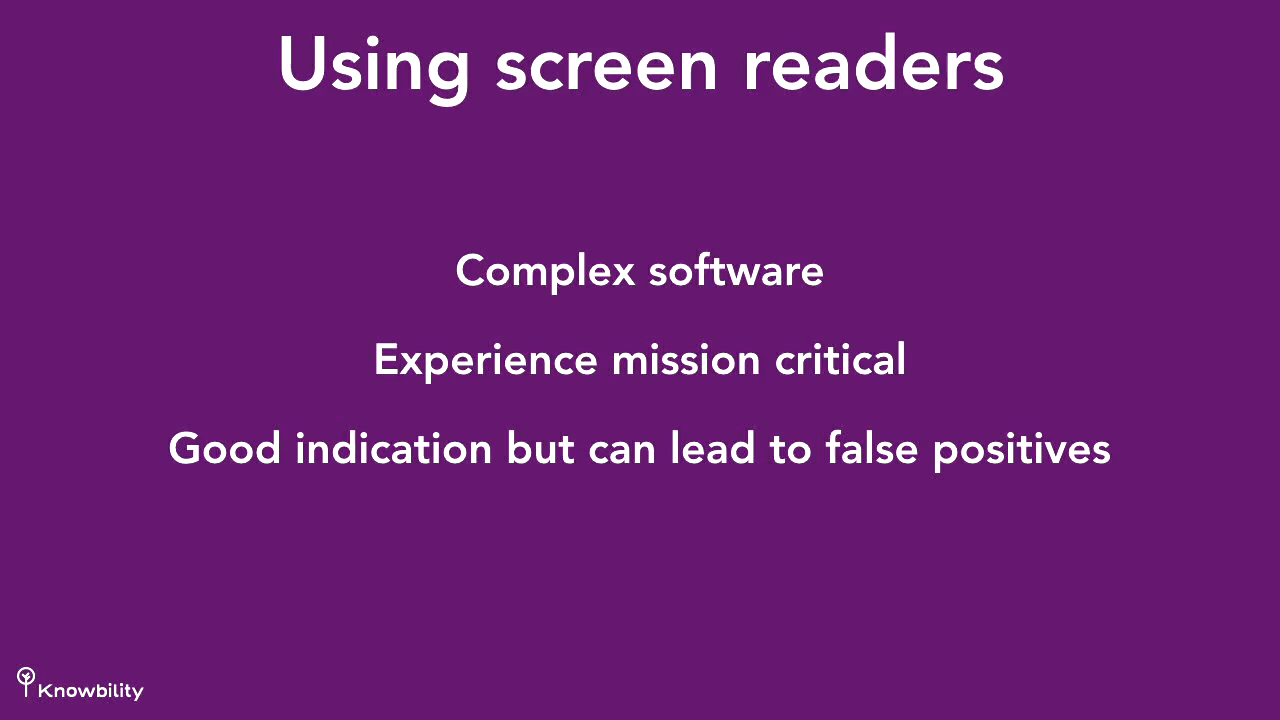 Using screen readers
Complex software
Experience mission critical
Good indication but can lead to false positives
Knowbility